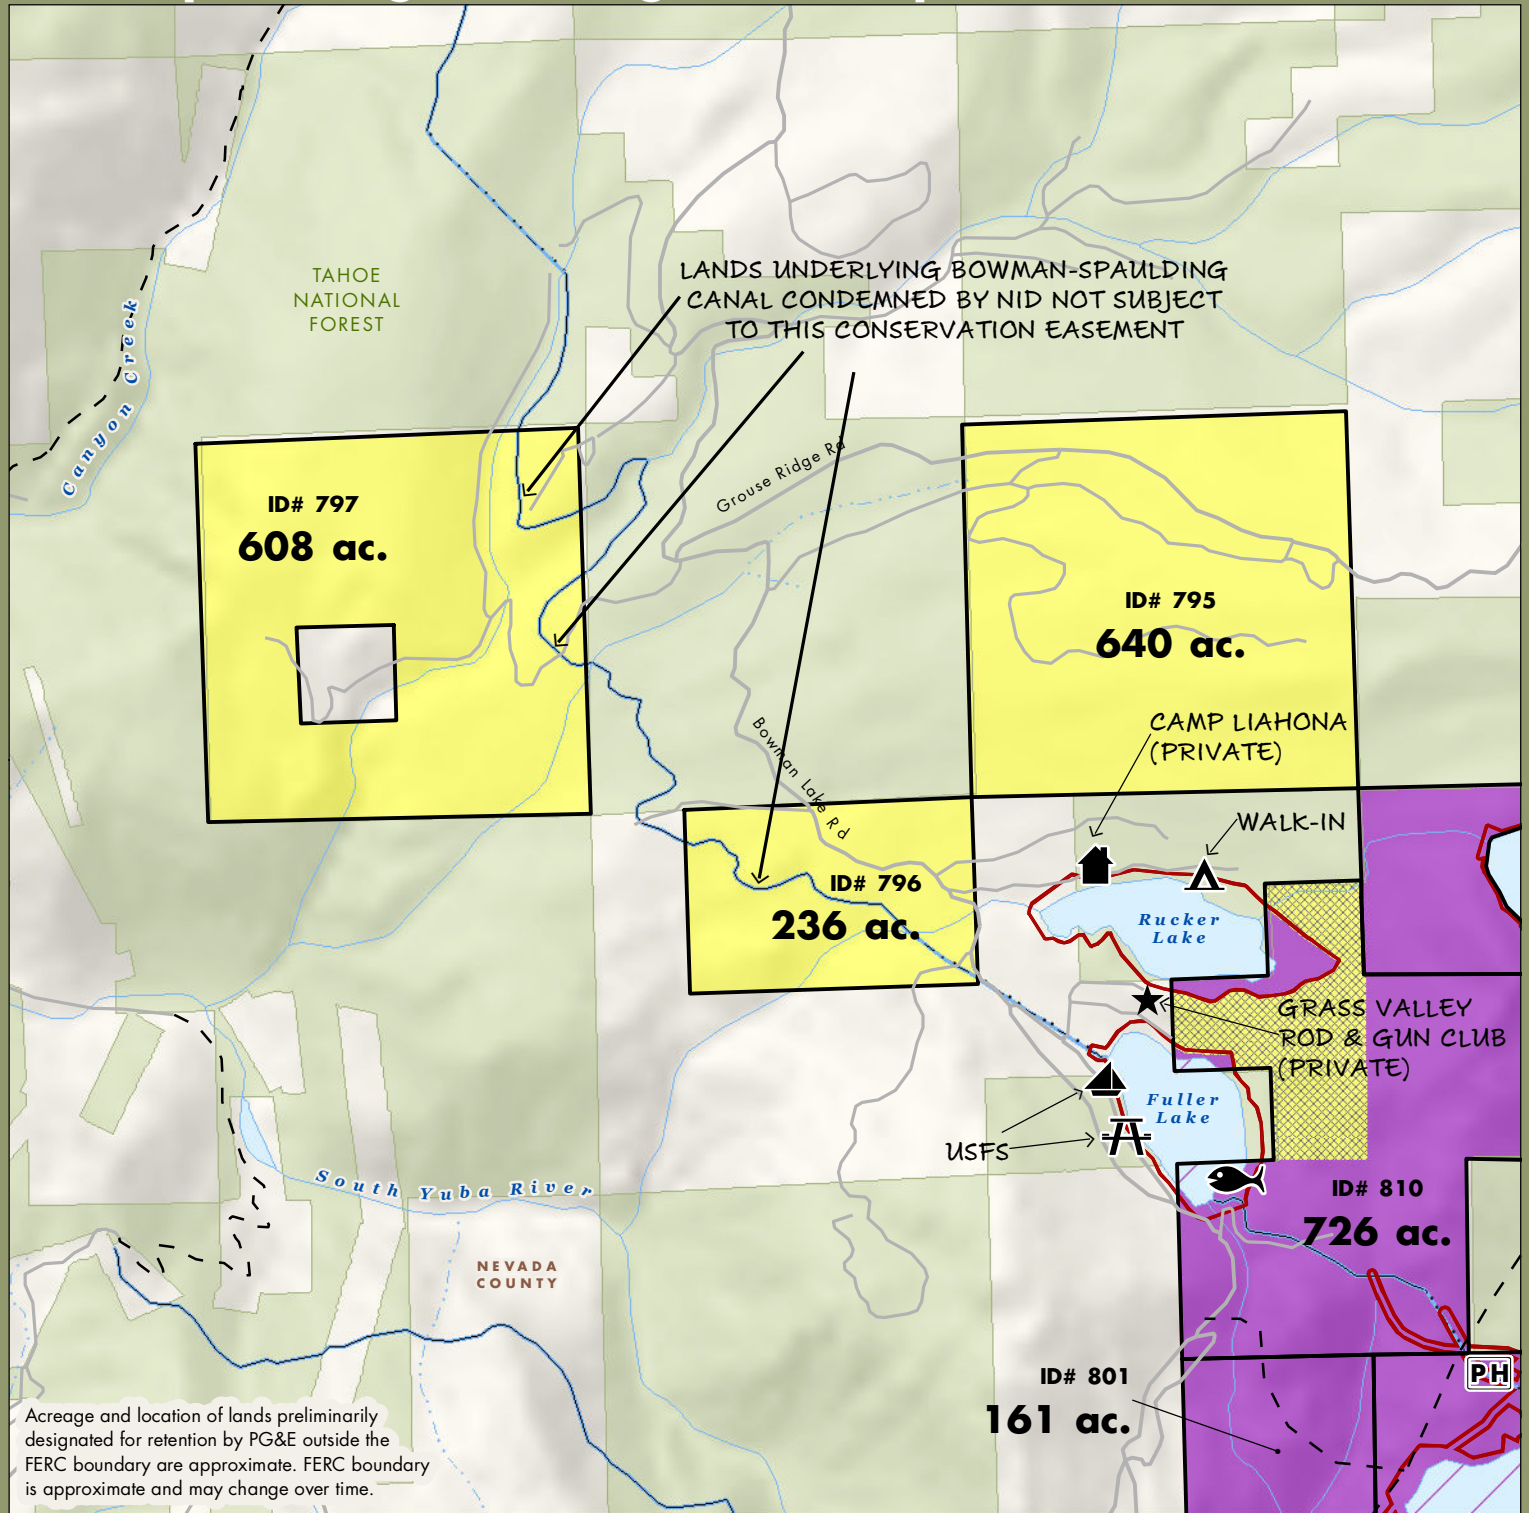 TAHOE
NATIONAL
FOREST
LANDS UNDERLYING BOWMAN-SPAULDING
CANAL CONDEMNED BY NID NOT SUBJECT
TO THIS CONSERVATION EASEMENT
Canyon Creek
Grouse Ridge Rd
ID# 797
608 ac.
ID# 795
640 ac.
CAMP LIAHONA
(PRIVATE)
Bowman Lake Rd
WALK-IN
ID# 796
236 ac.
Rucker
Lake
GRASS VALLEY
ROD & GUN CLUB
(PRIVATE)
Fuller
Lake
USFS
South Yuba River
ID# 810
726 ac.
NEVADA
COUNTY
ID# 801
161 ac.
PH
Acreage and location of lands preliminarily
designated for retention by PG&E outside the
FERC boundary are approximate. FERC boundary
is approximate and may change over time.